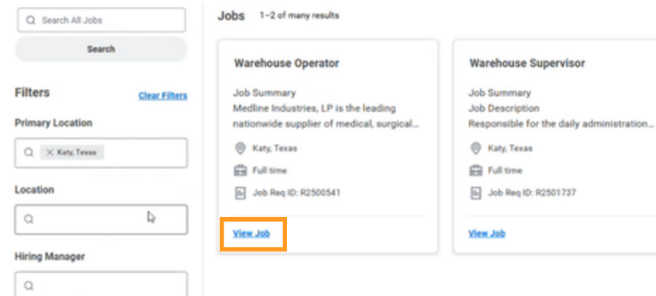 Search All Jobs
Search
Filters
Clear Filters
Primary Location
Katy, Texas
Location
Hiring Manager
Jobs 1-2 of many results
Warehouse Operator
Job Summary
Medline Industries, LP is the leading
nationwide supplier of medical, surgical...
Katy, Texas
Full time
Job Req ID: R2500541
View Job
Warehouse Supervisor
Job Summary
Job Description
Responsible for the daily administration...
Katy, Texas
Full time
Job Req ID: R2501737
View Job